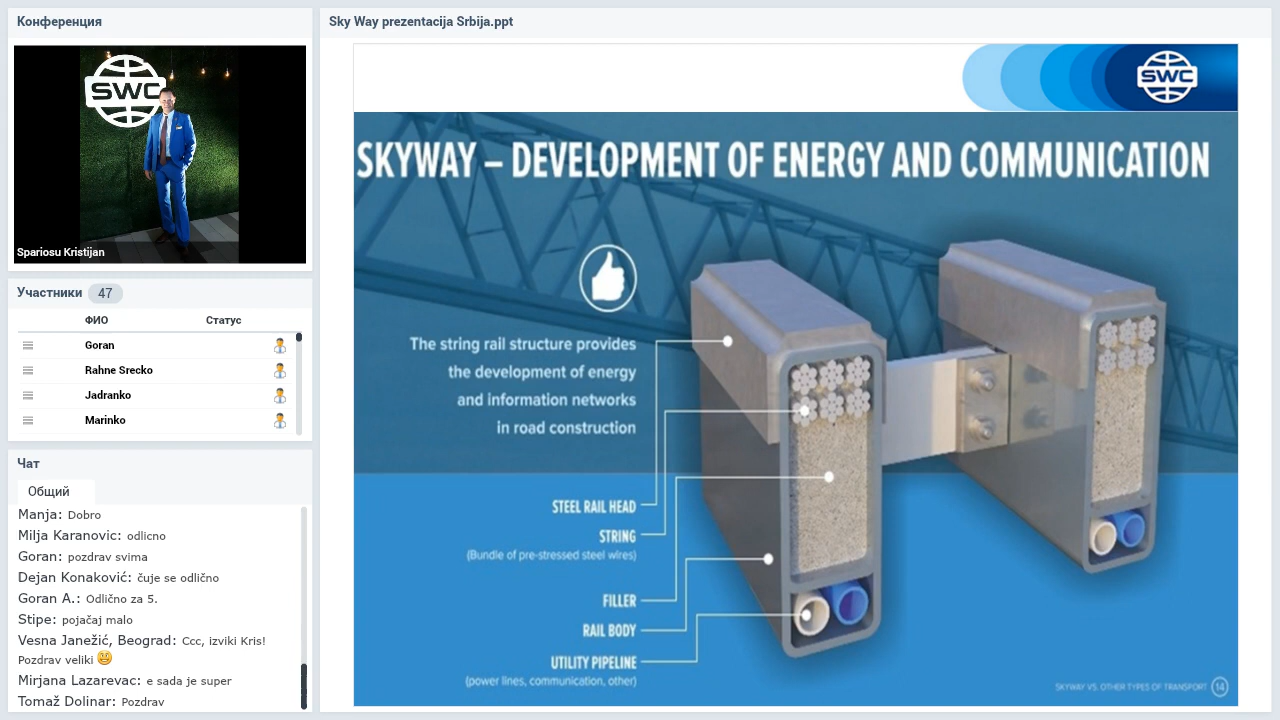 Конференция
SWC
Spariosu Kristijan
Участники 47
ФИО Статус
Goran
Rahne Srecko
Jadranko
Marinko
Чат
Общий
Manja: Dobro
Milja Karanovic: odlicno
Goran: pozdrav svima
Dejan Konaković: čuje se odlično
Goran A.: Odlično za 5.
Stipe: pojačaj malo
Vesna Janežić, Beograd: Ccc, izviki Kris!
Pozdrav veliki
Mirjana Lazarevac: e sada je super
Tomaž Dolinar: Pozdrav
Sky Way prezentacija Srbija.ppt
SWC
SKYWAY – DEVELOPMENT OF ENERGY AND COMMUNICATION
The string rail structure provides
the development of energy
and information networks
in road construction
STEEL RAIL HEAD
STRING
(Bundle of pre-stressed steel wires)
FILLER
RAIL BODY
UTILITY PIPELINE
(power lines, communication, other)
SKYWAY VS. OTHER TYPES OF TRANSPORT 14